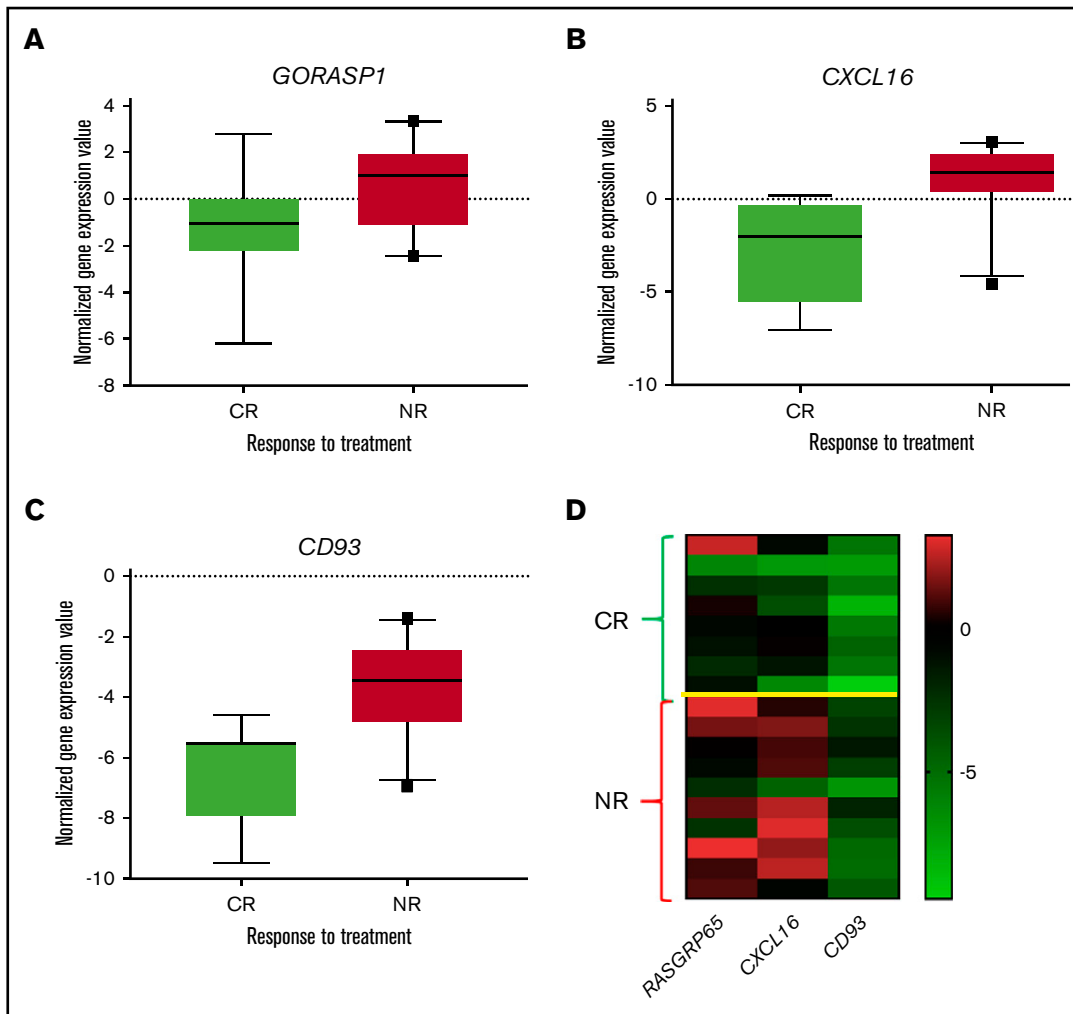 A
GORASP1
Normalized gene expression value
4
2
0
-2
-4
-6
-8
CR
NR
Response to treatment
B
CXCL16
Normalized gene expression value
5
0
-5
-10
CR
NR
Response to treatment
C
CD93
Normalized gene expression value
0
-2
-4
-6
-8
-10
CR
NR
Response to treatment
D
CR
NR
0
-5
RASGRP65
CXCL16
CD93